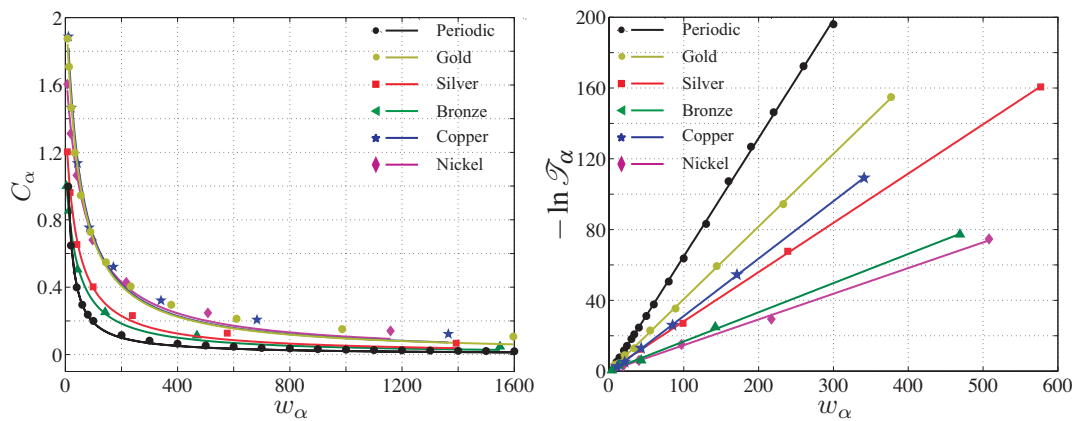 2
1.6
1.2
0.8
0.4
0
0 400 800 1200 1600
C_α
w_α
Periodic
Gold
Silver
Bronze
Copper
Nickel
200
160
120
80
40
0
0 100 200 300 400 500 600
− ln 𝒯_α
w_α
Periodic
Gold
Silver
Bronze
Copper
Nickel